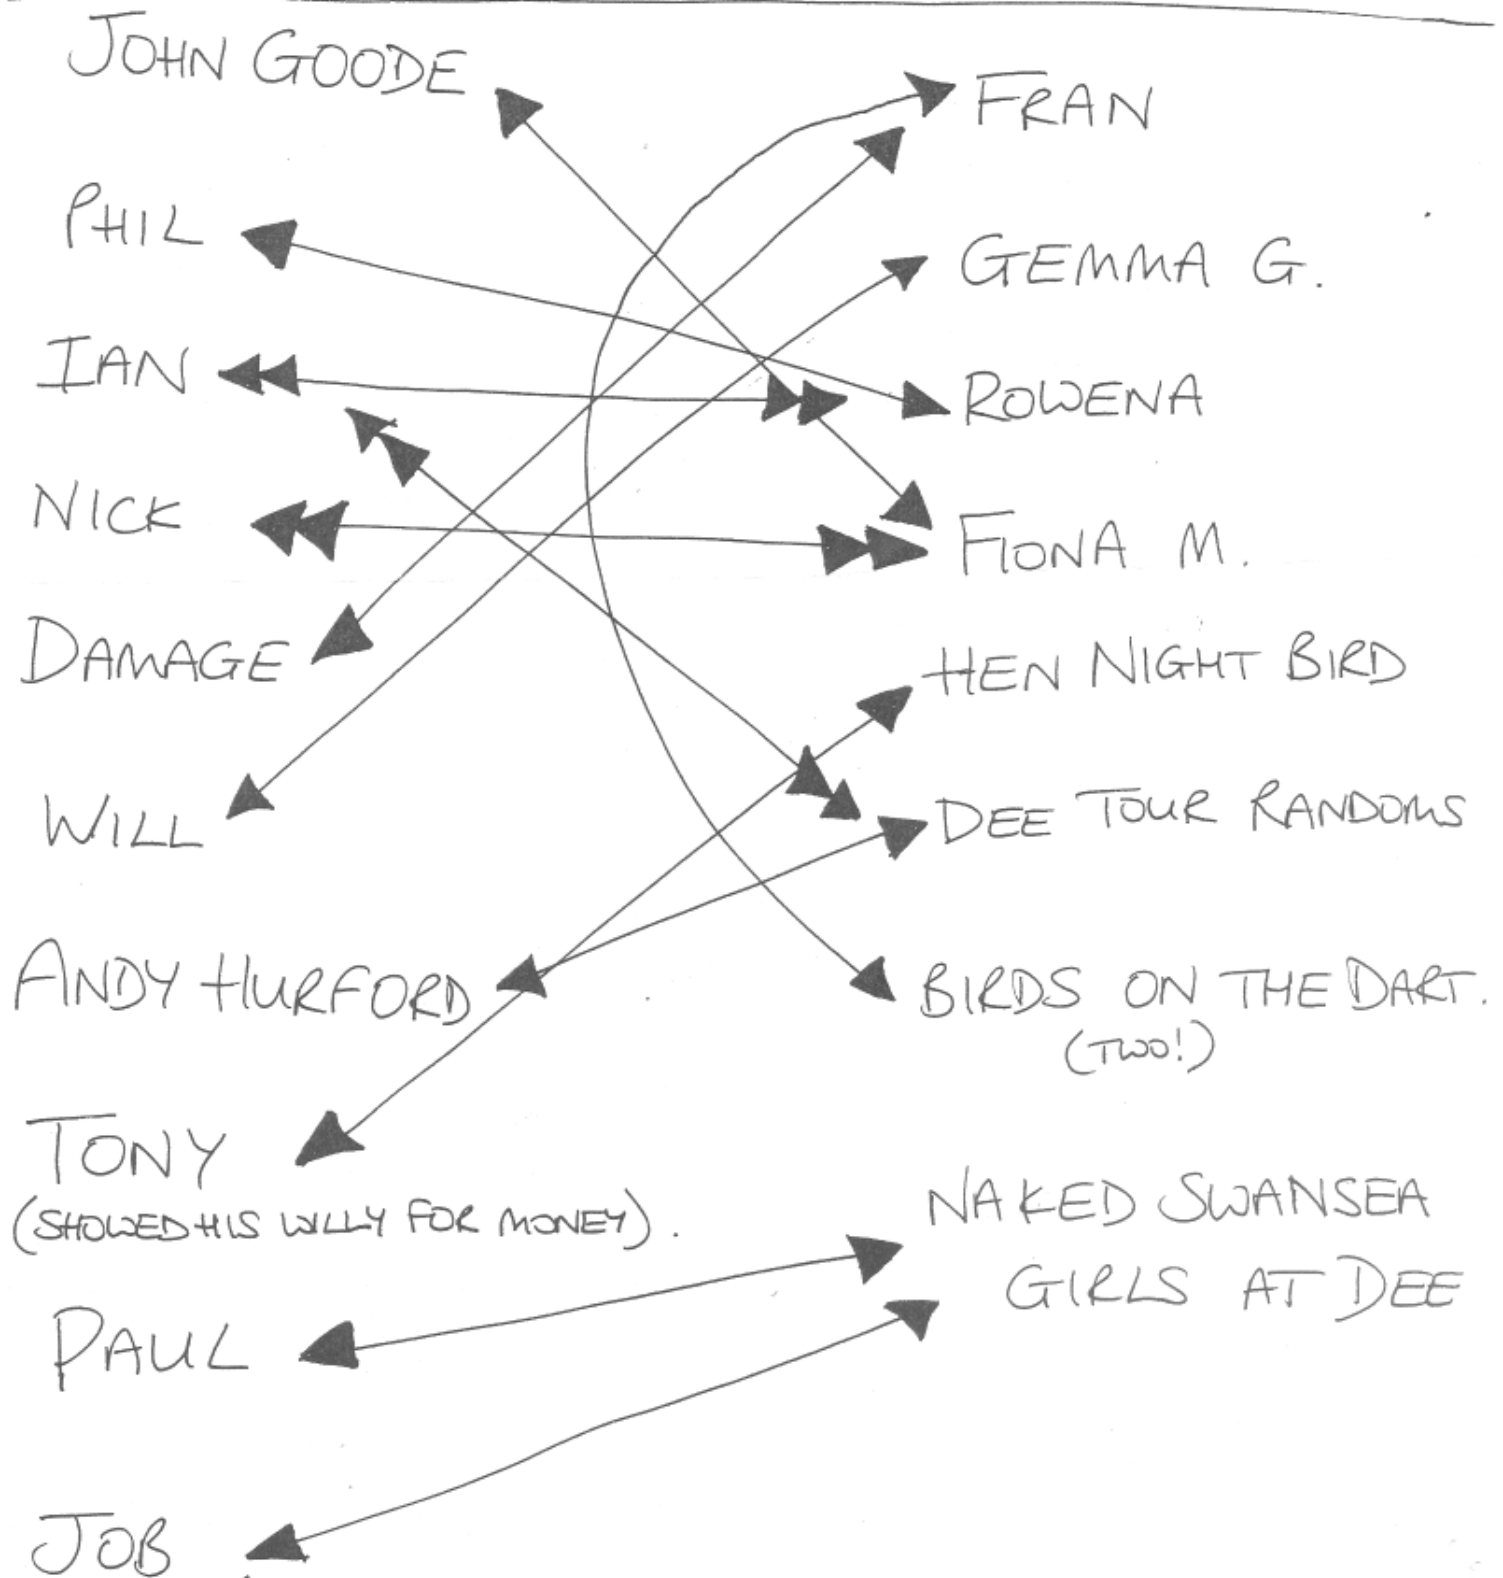 JOHN GOODE
FRAN
PHIL
GEMMA G.
IAN
ROWENA
NICK
FIONA M.
DAMAGE
HEN NIGHT BIRD
WILL
DEE TOUR RANDOMS
ANDY HURFORD
BIRDS ON THE DART.
(TWO!)
TONY
(SHOWED HIS WILLY FOR MONEY).
NAKED SWANSEA
GIRLS AT DEE
PAUL
JOB